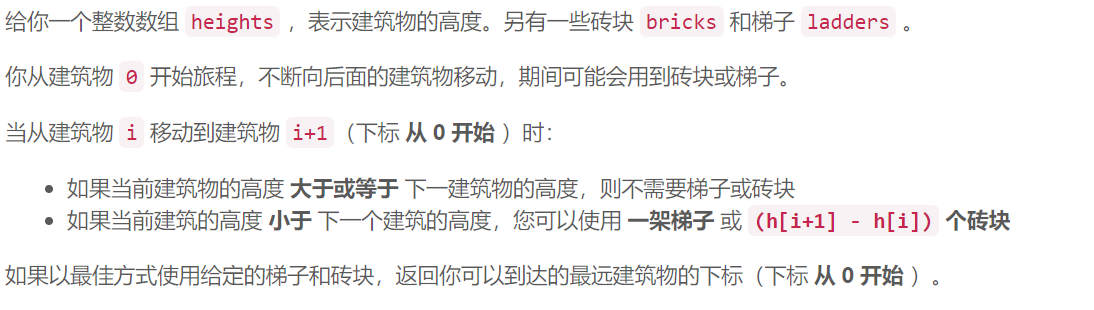 给你一个整数数组 heights ，表示建筑物的高度。另有一些砖块 bricks 和梯子 ladders 。
你从建筑物 0 开始旅程，不断向后面的建筑物移动，期间可能会用到砖块或梯子。
当从建筑物 i 移动到建筑物 i+1（下标 从 0 开始 ）时：
• 如果当前建筑物的高度 大于或等于 下一建筑物的高度，则不需要梯子或砖块
• 如果当前建筑的高度 小于 下一个建筑的高度，您可以使用 一架梯子 或 (h[i+1] - h[i]) 个砖块
如果以最佳方式使用给定的梯子和砖块，返回你可以到达的最远建筑物的下标（下标 从 0 开始 ）。